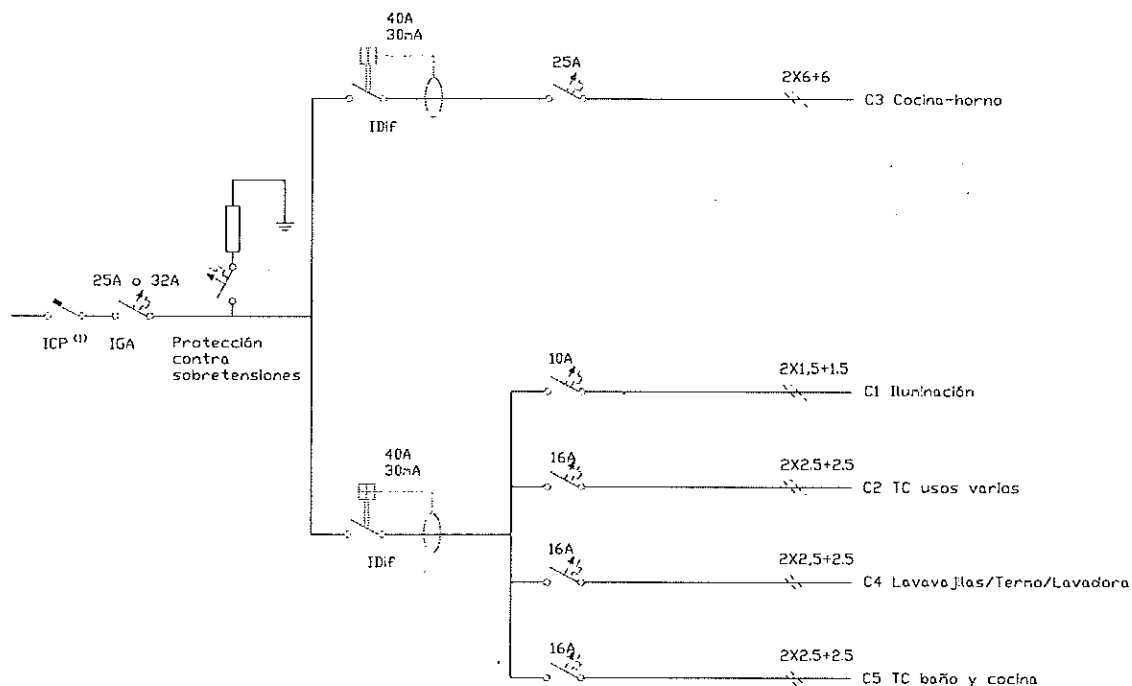 40A
30mA
25A
2X6+6
C3 Cocina-horno
IDif
25A o 32A
ICP (1)
IGA
Protección
contra
sobretensiones
10A
2X1,5+1.5
C1 Iluminación
40A
30mA
16A
2X2.5+2.5
C2 TC usos varios
IDif
16A
2X2,5+2.5
C4 Lavavajllas/Termo/Lavadora
16A
2X2.5+2.5
C5 TC baño y cocina